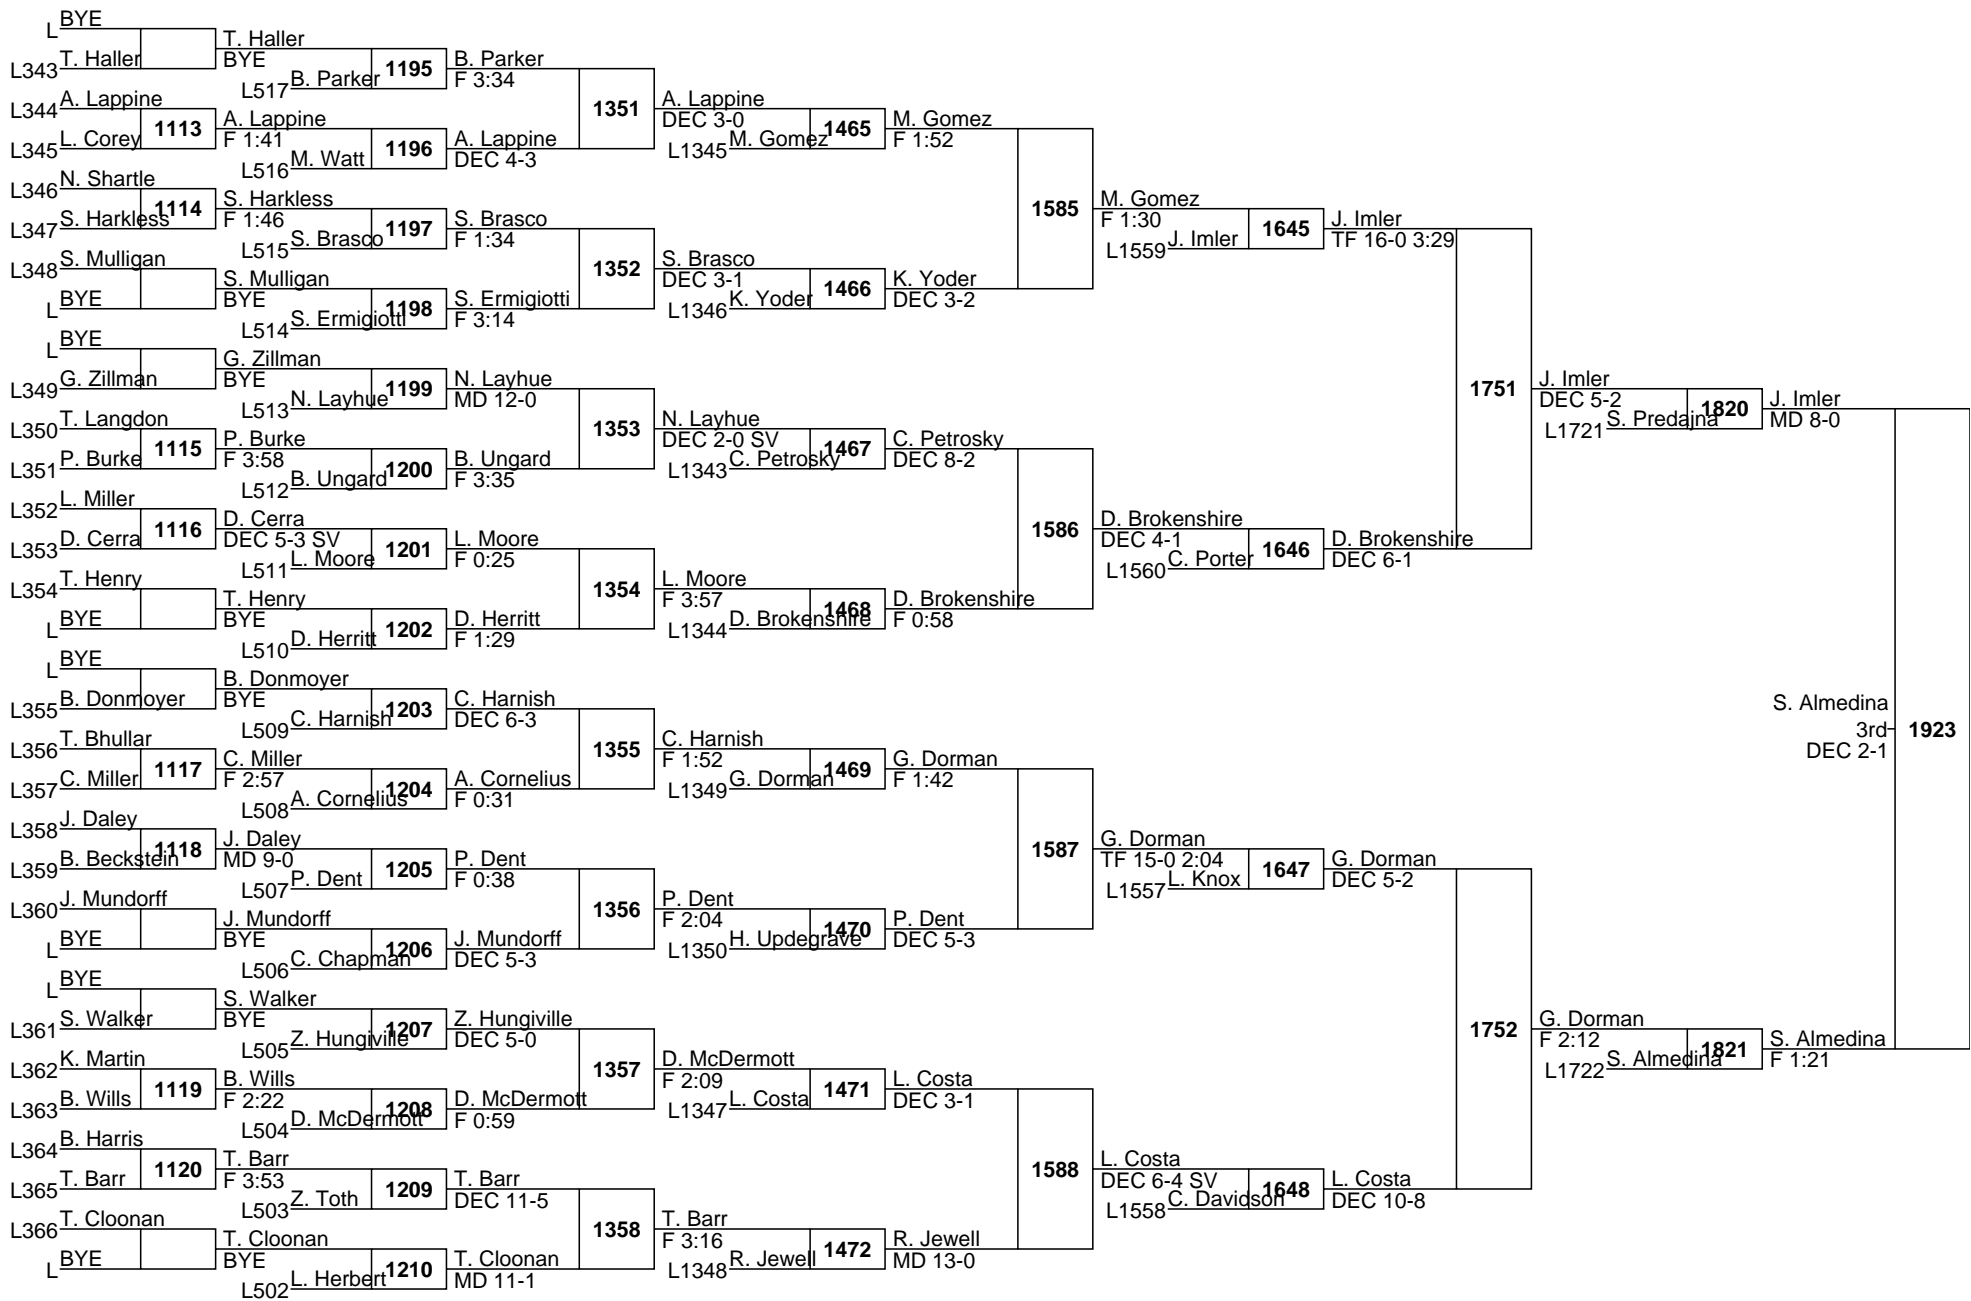 BYE
L
T. Haller
L343 T. Haller
BYE
1195
B. Parker
L517 B. Parker
F 3:34
1351
L344 A. Lappine
A. Lappine
1113
A. Lappine
DEC 3-0
1465
M. Gomez
L345 L. Corey
F 1:41
1196
A. Lappine
L1345 M. Gomez
F 1:52
L516 M. Watt
DEC 4-3
L346 N. Shartle
1114
S. Harkless
1585
M. Gomez
L347 S. Harkless
F 1:46
1197
S. Brasco
F 1:30
1645
J. Imler
L515 S. Brasco
F 1:34
L1559 J. Imler
TF 16-0 3:29
L348 S. Mulligan
1352
S. Brasco
S. Mulligan
DEC 3-1
1466
K. Yoder
L BYE
BYE
1198
S. Ermigiotti
L1346 K. Yoder
DEC 3-2
L514 S. Ermigiotti
F 3:14
L BYE
G. Zillman
L349 G. Zillman
BYE
1199
N. Layhue
1751
J. Imler
L513 N. Layhue
MD 12-0
DEC 5-2
1820
J. Imler
L350 T. Langdon
1353
N. Layhue
L1721 S. Predajna
MD 8-0
1115
P. Burke
DEC 2-0 SV
1467
C. Petrosky
L351 P. Burke
F 3:58
1200
B. Ungard
L1343 C. Petrosky
DEC 8-2
L512 B. Ungard
F 3:35
L352 L. Miller
1116
D. Cerra
1586
D. Brokenshire
L353 D. Cerra
DEC 5-3 SV
1201
L. Moore
DEC 4-1
1646
D. Brokenshire
L511 L. Moore
F 0:25
L1560 C. Porter
DEC 6-1
L354 T. Henry
1354
L. Moore
T. Henry
F 3:57
1468
D. Brokenshire
L BYE
BYE
1202
D. Herritt
L1344 D. Brokenshire
F 0:58
L510 D. Herritt
F 1:29
L BYE
B. Donmoyer
L355 B. Donmoyer
BYE
1203
C. Harnish
S. Almedina
L509 C. Harnish
DEC 6-3
3rd
1923
DEC 2-1
L356 T. Bhullar
1355
C. Harnish
1117
C. Miller
F 1:52
1469
G. Dorman
L357 C. Miller
F 2:57
1204
A. Cornelius
L1349 G. Dorman
F 1:42
L508 A. Cornelius
F 0:31
L358 J. Daley
1118
J. Daley
1587
G. Dorman
L359 B. Beckstein
MD 9-0
1205
P. Dent
TF 15-0 2:04
1647
G. Dorman
L507 P. Dent
F 0:38
L1557 L. Knox
DEC 5-2
L360 J. Mundorff
1356
P. Dent
J. Mundorff
F 2:04
1470
P. Dent
L BYE
BYE
1206
J. Mundorff
L1350 H. Updegrave
DEC 5-3
L506 C. Chapman
DEC 5-3
L BYE
S. Walker
L361 S. Walker
BYE
1207
Z. Hungiville
1752
G. Dorman
L505 Z. Hungiville
DEC 5-0
F 2:12
1821
S. Almedina
L362 K. Martin
1357
D. McDermott
L1722 S. Almedina
F 1:21
1119
B. Wills
F 2:09
1471
L. Costa
L363 B. Wills
F 2:22
1208
D. McDermott
L1347 L. Costa
DEC 3-1
L504 D. McDermott
F 0:59
L364 B. Harris
1120
T. Barr
1588
L. Costa
L365 T. Barr
F 3:53
1209
T. Barr
DEC 6-4 SV
1648
L. Costa
L503 Z. Toth
DEC 11-5
L1558 C. Davidson
DEC 10-8
L366 T. Cloonan
1358
T. Barr
T. Cloonan
F 3:16
1472
R. Jewell
L BYE
BYE
1210
T. Cloonan
L1348 R. Jewell
MD 13-0
L502 L. Herbert
MD 11-1